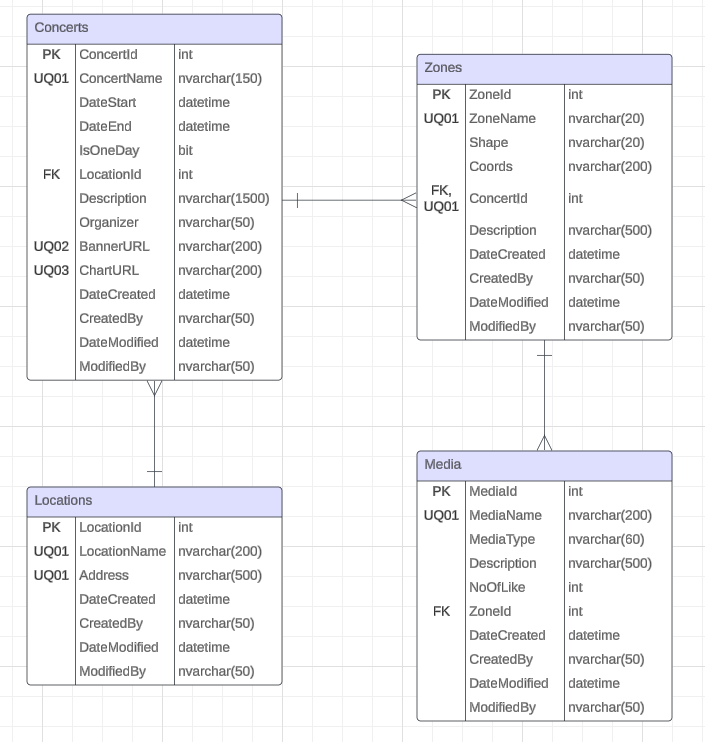 Concerts
PK ConcertId int
UQ01 ConcertName nvarchar(150)
DateStart datetime
DateEnd datetime
IsOneDay bit
FK LocationId int
Description nvarchar(1500)
Organizer nvarchar(50)
UQ02 BannerURL nvarchar(200)
UQ03 ChartURL nvarchar(200)
DateCreated datetime
CreatedBy nvarchar(50)
DateModified datetime
ModifiedBy nvarchar(50)
Zones
PK ZoneId int
UQ01 ZoneName nvarchar(20)
Shape nvarchar(20)
Coords nvarchar(200)
FK,
UQ01 ConcertId int
Description nvarchar(500)
DateCreated datetime
CreatedBy nvarchar(50)
DateModified datetime
ModifiedBy nvarchar(50)
Locations
PK LocationId int
UQ01 LocationName nvarchar(200)
UQ01 Address nvarchar(500)
DateCreated datetime
CreatedBy nvarchar(50)
DateModified datetime
ModifiedBy nvarchar(50)
Media
PK MediaId int
UQ01 MediaName nvarchar(200)
MediaType nvarchar(60)
Description nvarchar(500)
NoOfLike int
FK ZoneId int
DateCreated datetime
CreatedBy nvarchar(50)
DateModified datetime
ModifiedBy nvarchar(50)